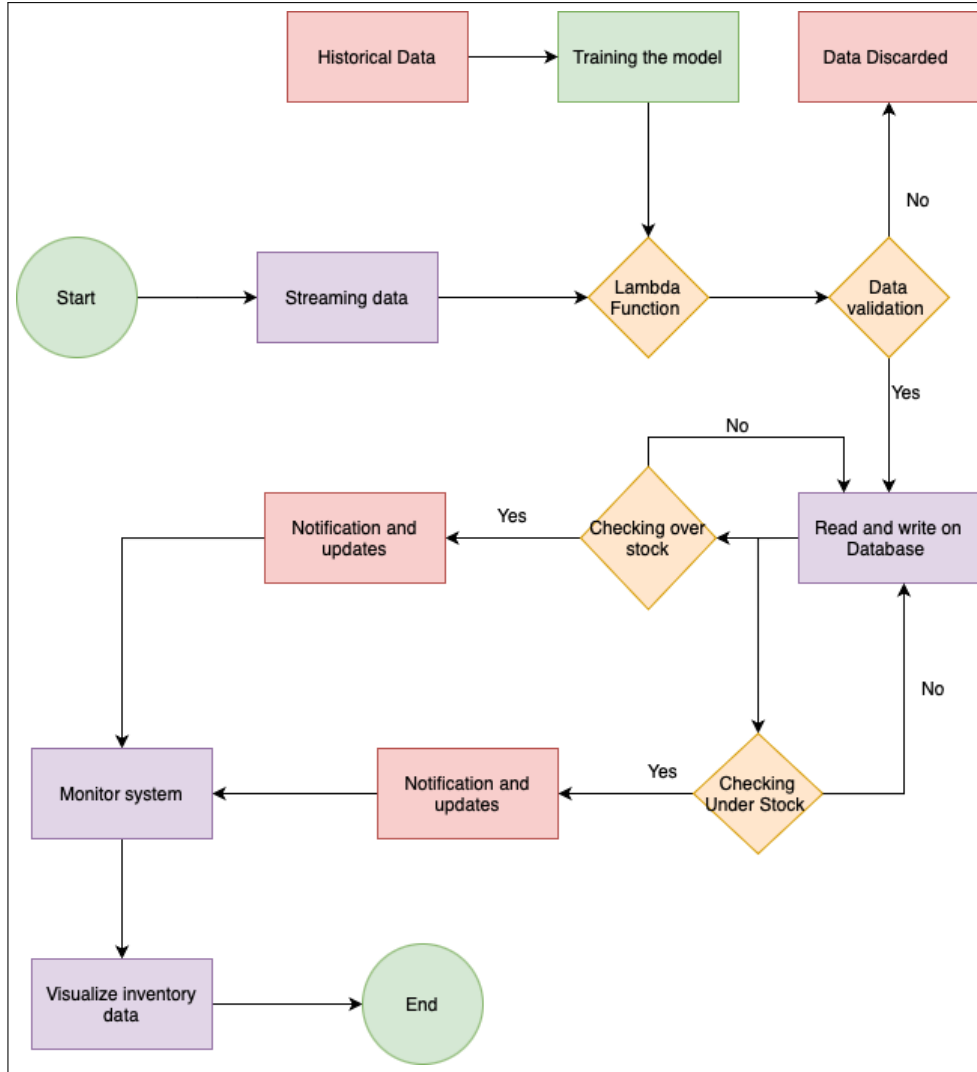 Historical Data
Training the model
Data Discarded
No
Start
Streaming data
Lambda
Function
Data
validation
Yes
No
Notification and
updates
Yes
Checking over
stock
Read and write on
Database
No
Monitor system
Notification and
updates
Yes
Checking
Under Stock
Visualize inventory
data
End